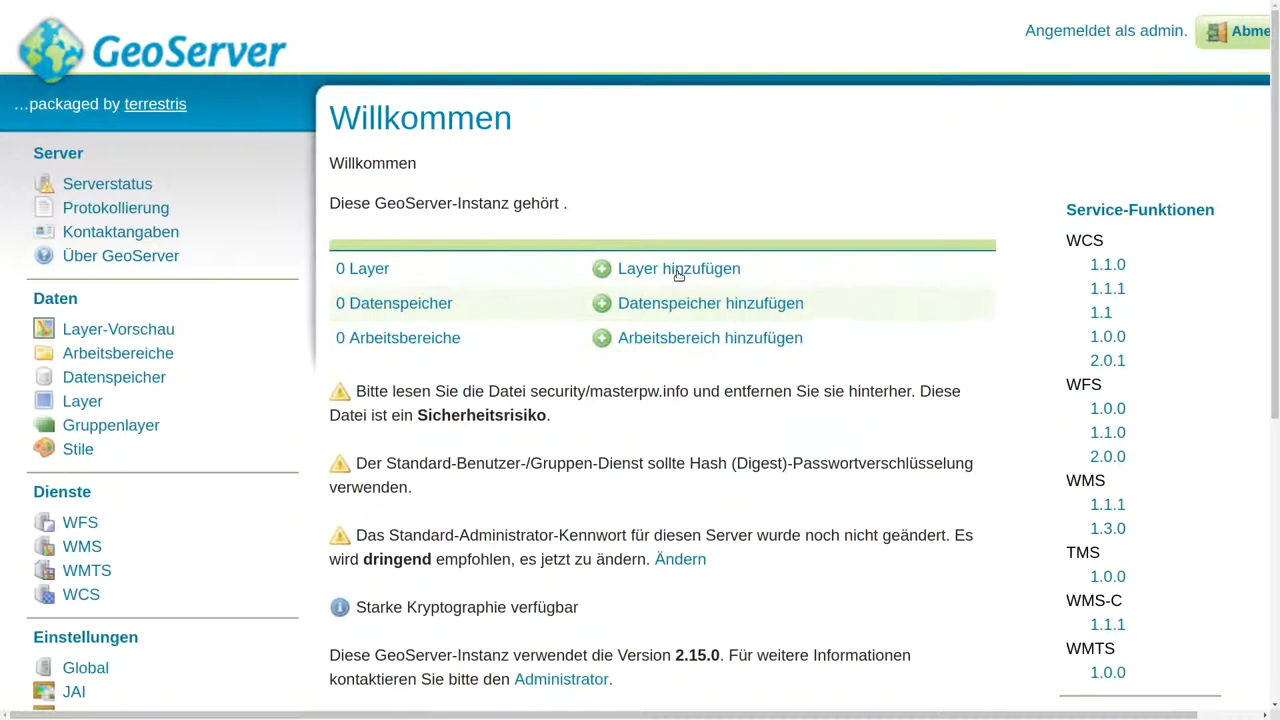 GeoServer
Angemeldet als admin.
…packaged by terrestris
Server
Serverstatus
Protokollierung
Kontaktangaben
Über GeoServer
Daten
Layer-Vorschau
Arbeitsbereiche
Datenspeicher
Layer
Gruppenlayer
Stile
Dienste
WFS
WMS
WMTS
WCS
Einstellungen
Global
JAI
Willkommen
Willkommen
Diese GeoServer-Instanz gehört .
0 Layer Layer hinzufügen
0 Datenspeicher Datenspeicher hinzufügen
0 Arbeitsbereiche Arbeitsbereich hinzufügen
Bitte lesen Sie die Datei security/masterpw.info und entfernen Sie sie hinterher. Diese
Datei ist ein Sicherheitsrisiko.
Der Standard-Benutzer-/Gruppen-Dienst sollte Hash (Digest)-Passwortverschlüsselung
verwenden.
Das Standard-Administrator-Kennwort für diesen Server wurde noch nicht geändert. Es
wird dringend empfohlen, es jetzt zu ändern. Ändern
Starke Kryptographie verfügbar
Diese GeoServer-Instanz verwendet die Version 2.15.0. Für weitere Informationen
kontaktieren Sie bitte den Administrator.
Service-Funktionen
WCS
1.1.0
1.1.1
1.1
1.0.0
2.0.1
WFS
1.0.0
1.1.0
2.0.0
WMS
1.1.1
1.3.0
TMS
1.0.0
WMS-C
1.1.1
WMTS
1.0.0